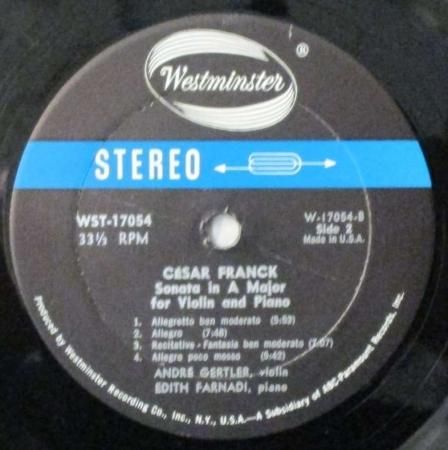 Westminster®
STEREO
WST-17054
33⅓ RPM
W-17054-B
Side 2
Made in U.S.A.
CÉSAR FRANCK
Sonata in A Major
for Violin and Piano
1. Allegretto ben moderato (5:53)
2. Allegro (7:48)
3. Recitative - Fantasia ben moderato (7:07)
4. Allegro poco mosso (5:42)
ANDRÉ GERTLER, violin
EDITH FARNADI, piano
Produced by Westminster Recording Co., Inc., N.Y., U.S.A.—A Subsidiary of ABC-Paramount Records, Inc.